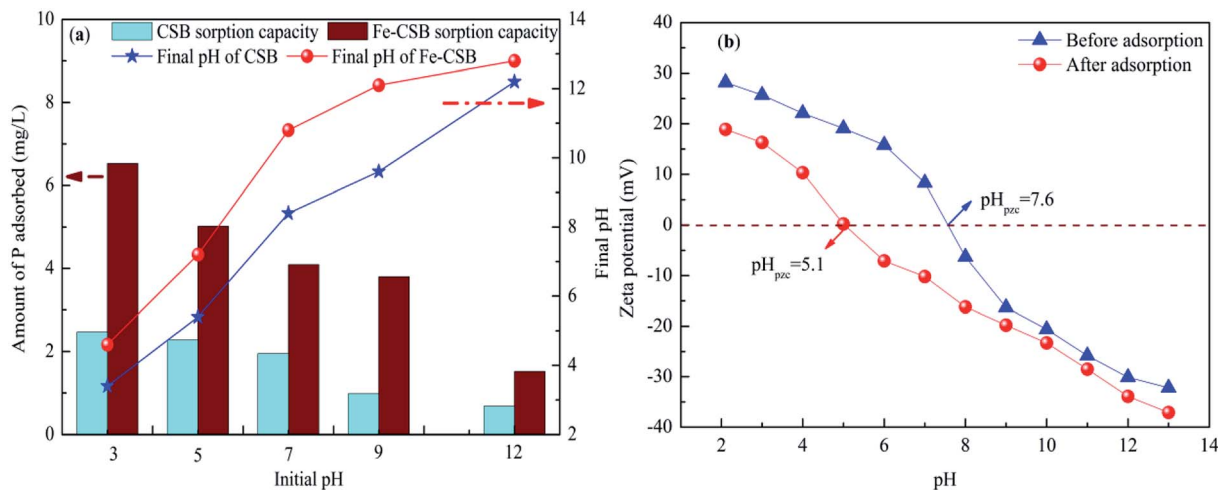 (a)
CSB sorption capacity
Fe-CSB sorption capacity
Final pH of CSB
Final pH of Fe-CSB
Amount of P adsorbed (mg/L)
10
8
6
4
2
0
3
5
7
9
12
Initial pH
14
12
10
8
6
4
2
Final pH
(b)
Before adsorption
After adsorption
Zeta potential (mV)
40
30
20
10
0
-10
-20
-30
-40
pHpzc=7.6
pHpzc=5.1
2
4
6
8
10
12
14
pH